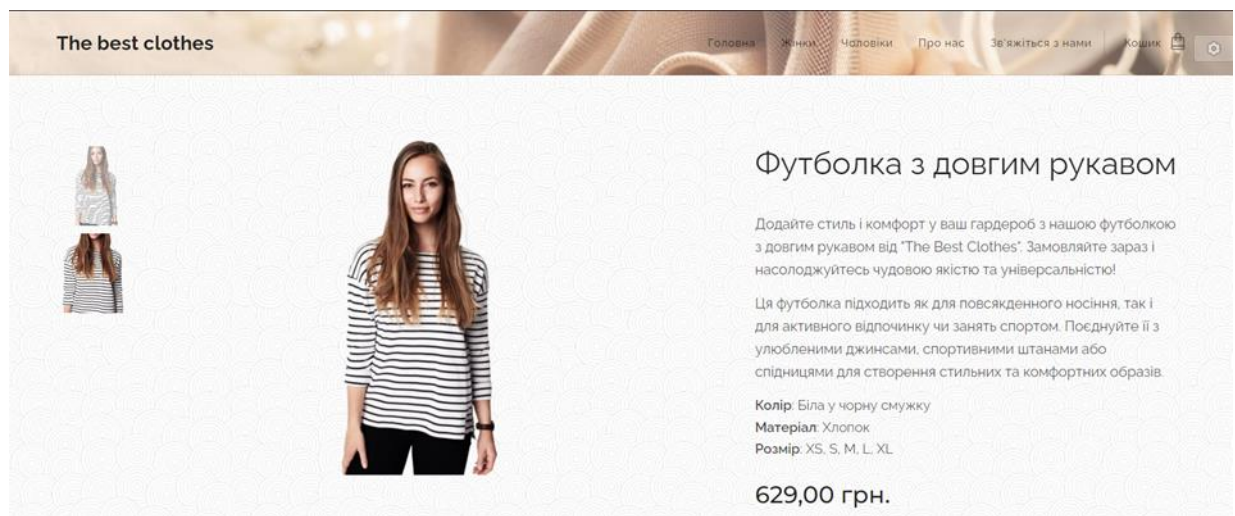 The best clothes
Головна Жінки Чоловіки Про нас Зв'яжіться з нами Кошик
Футболка з довгим рукавом
Додайте стиль і комфорт у ваш гардероб з нашою футболкою
з довгим рукавом від "The Best Clothes". Замовляйте зараз і
насолоджуйтесь чудовою якістю та універсальністю!
Ця футболка підходить як для повсякденного носіння, так і
для активного відпочинку чи занять спортом. Поєднуйте її з
улюбленими джинсами, спортивними штанами або
спідницями для створення стильних та комфортних образів.
Колір: Біла у чорну смужку
Матеріал: Хлопок
Розмір: XS, S, M, L, XL
629,00 грн.